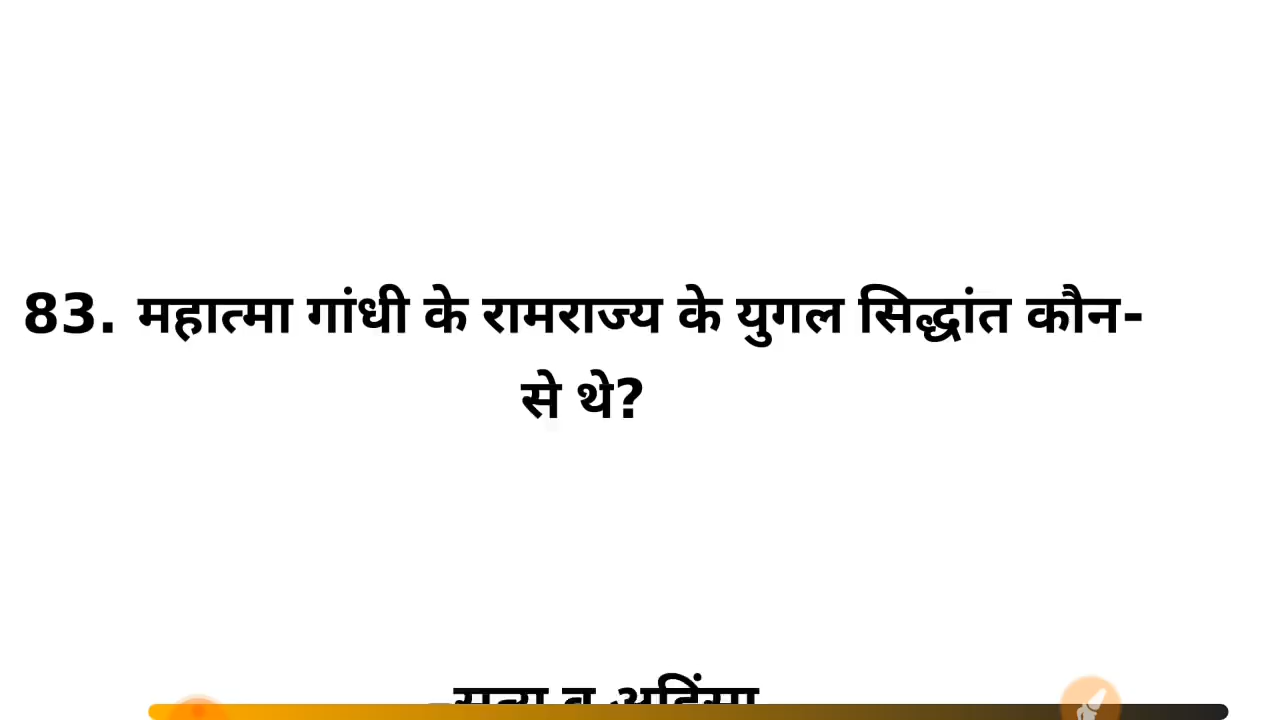 83. महात्मा गांधी के रामराज्य के युगल सिद्धांत कौन-
से थे?
-सत्य व अहिंसा